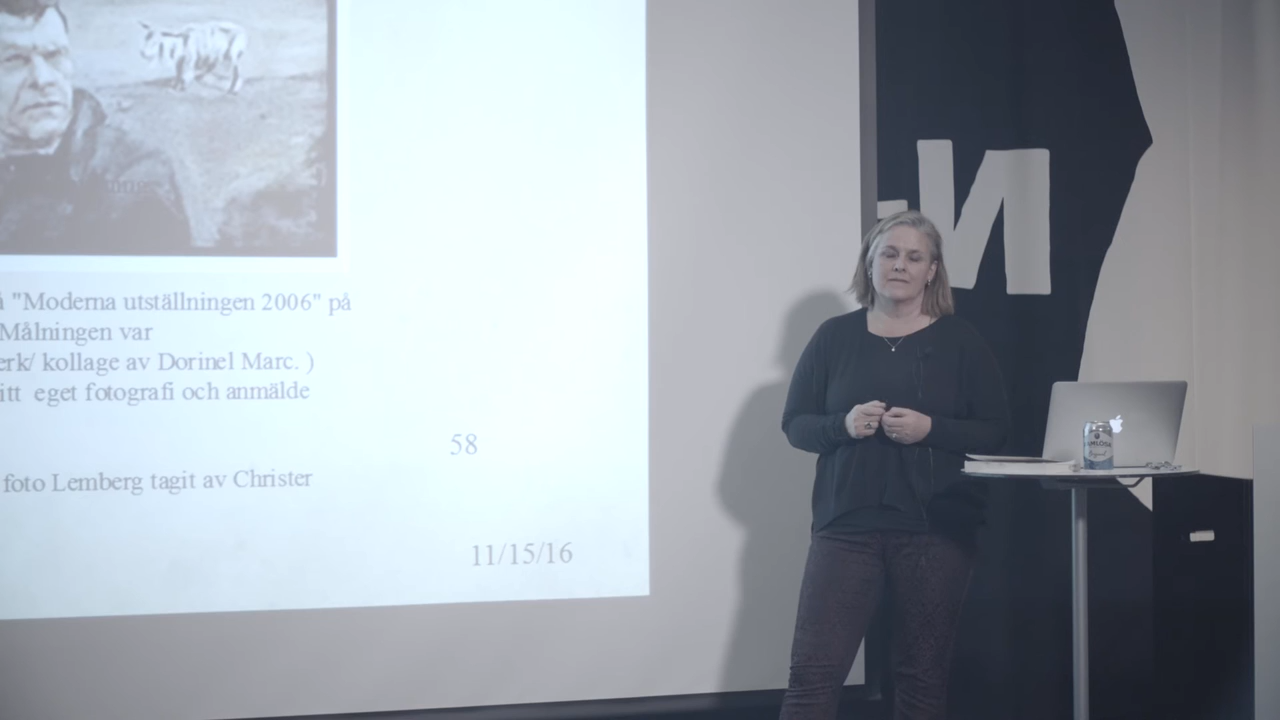 å "Moderna utställningen 2006" på
Målningen var
erk/ kollage av Dorinel Marc. )
itt eget fotografi och anmälde
58
foto Lemberg tagit av Christer
11/15/16